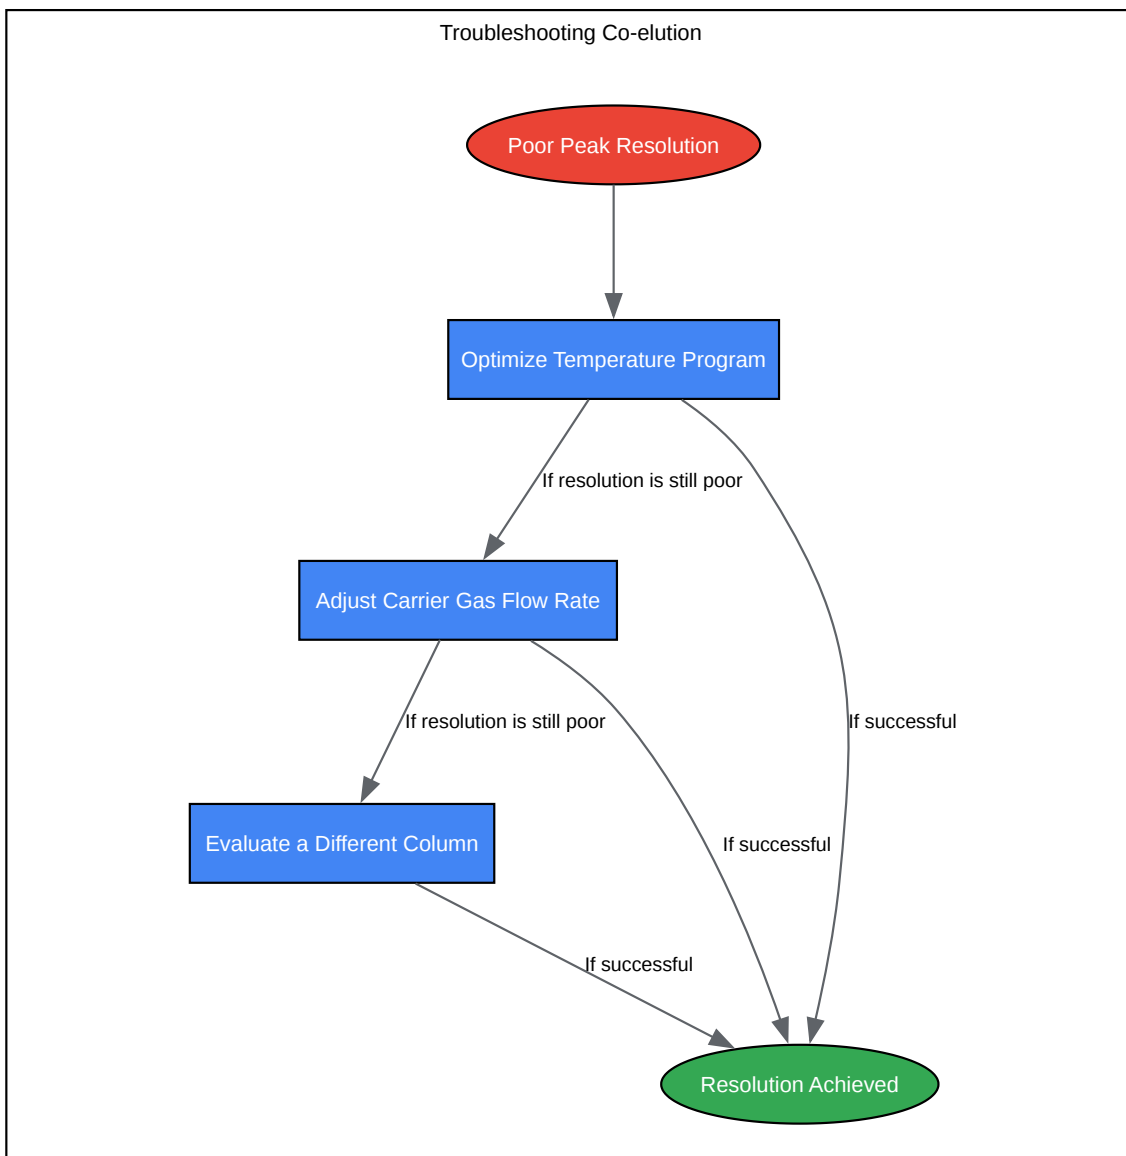 Troubleshooting Co-elution
Poor Peak Resolution
Optimize Temperature Program
If resolution is still poor
Adjust Carrier Gas Flow Rate
If resolution is still poor
If successful
Evaluate a Different Column
If successful
If successful
Resolution Achieved